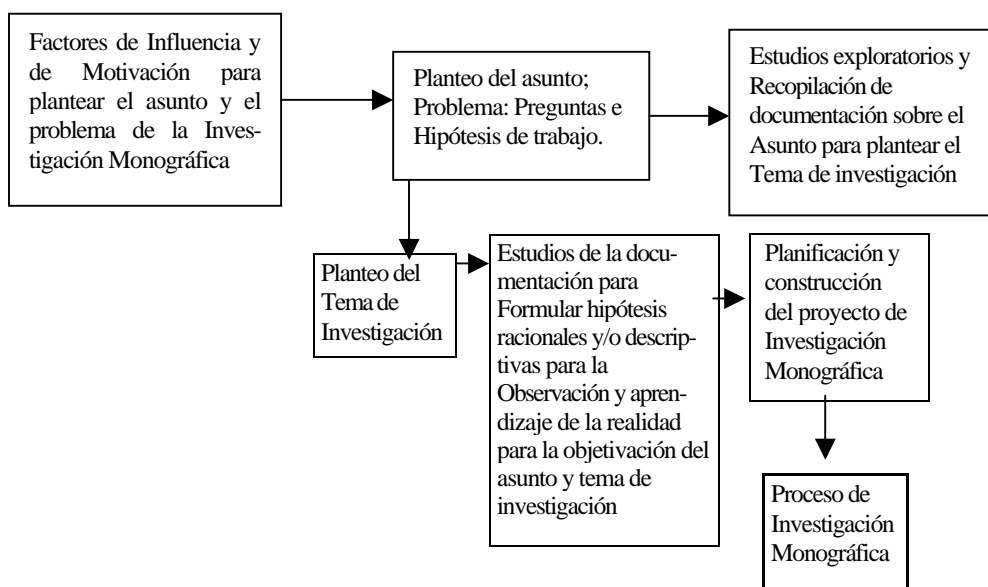 Factores de Influencia y
de Motivación para
plantear el asunto y el
problema de la Inves-
tigación Monográfica
Planteo del asunto;
Problema: Preguntas e
Hipótesis de trabajo.
Estudios exploratorios y
Recopilación de
documentación sobre el
Asunto para plantear el
Tema de investigación
Planteo del
Tema de
Investigación
Estudios de la docu-
mentación para
Formular hipótesis
racionales y/o descrip-
tivas para la
Observación y apren-
dizaje de la realidad
para la objetivación del
asunto y tema de
investigación
Planificación y
construcción
del proyecto de
Investigación
Monográfica
Proceso de
Investigación
Monográfica